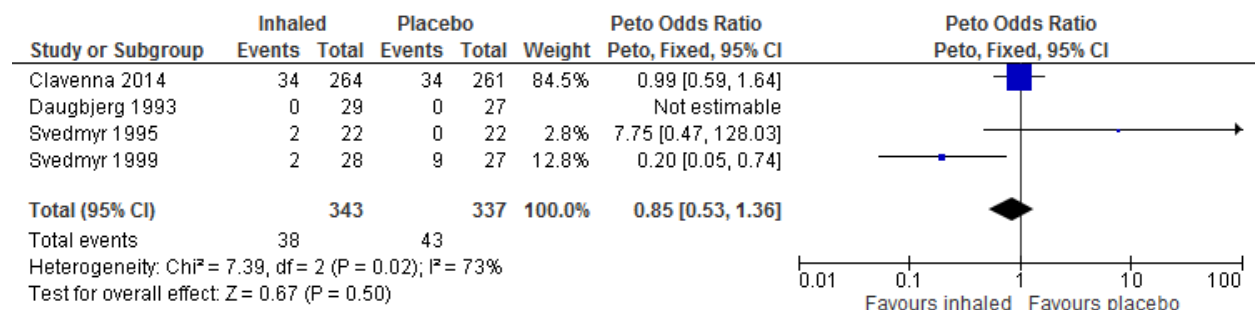 Inhaled Placebo Peto Odds Ratio Peto Odds Ratio
Study or Subgroup Events Total Events Total Weight Peto, Fixed, 95% CI Peto, Fixed, 95% CI
Clavenna 2014 34 264 34 261 84.5% 0.99 [0.59, 1.64]
Daugbjerg 1993 0 29 0 27 Not estimable
Svedmyr 1995 2 22 0 22 2.8% 7.75 [0.47, 128.03]
Svedmyr 1999 2 28 9 27 12.8% 0.20 [0.05, 0.74]
Total (95% CI) 343 337 100.0% 0.85 [0.53, 1.36]
Total events 38 43
Heterogeneity: Chi² = 7.39, df = 2 (P = 0.02); I² = 73%
Test for overall effect: Z = 0.67 (P = 0.50)
0.01 0.1 1 10 100
Favours inhaled Favours placebo